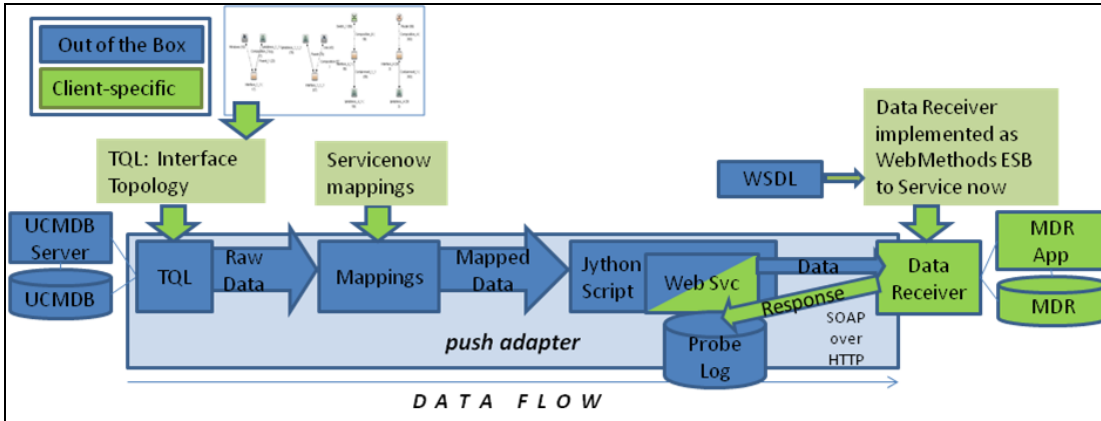 Out of the Box
Client-specific
TQL: Interface
Topology
Servicenow
mappings
WSDL
Data Receiver
implemented as
WebMethods ESB
to Service now
UCMDB
Server
UCMDB
TQL
Raw
Data
Mappings
Mapped
Data
Jython
Script
Web Svc
Data
Response
Data
Receiver
MDR
App
MDR
SOAP
over
HTTP
push adapter
Probe
Log
DATA FLOW